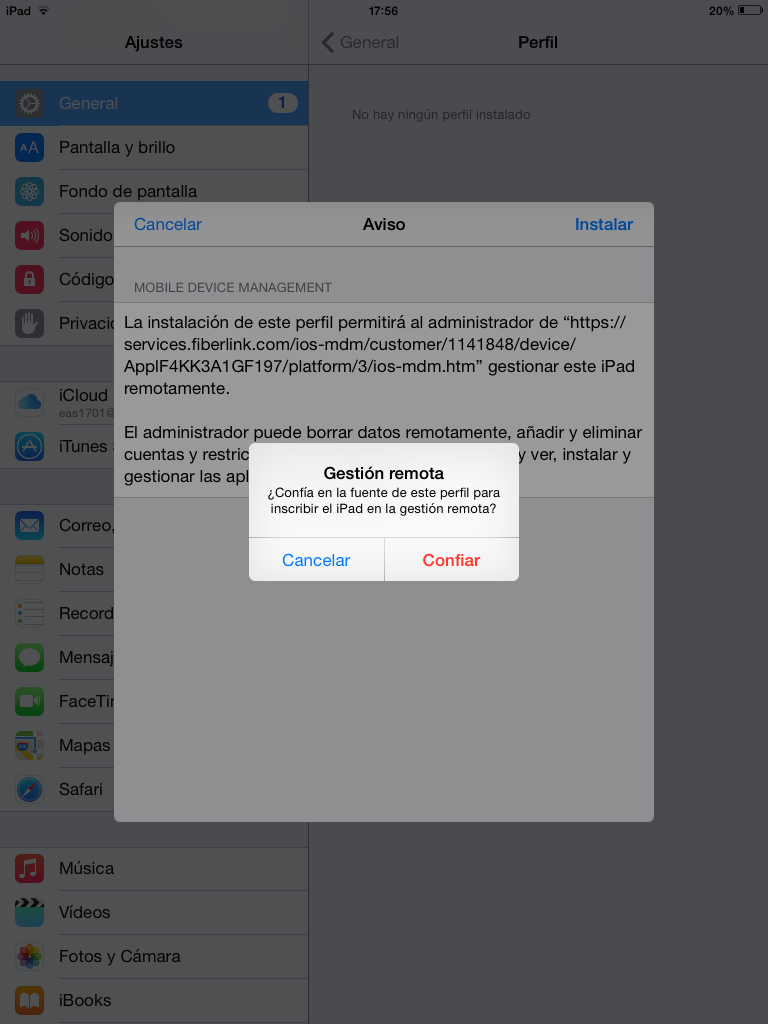 iPad
17:56
20%
Ajustes
General
Perfil
General
1
No hay ningún perfil instalado
Pantalla y brillo
Fondo de pantalla
Sonido
Código
Privaci
iCloud
eas1701@
iTunes
Correo,
Notas
Record
Mensaj
FaceTi
Mapas
Safari
Música
Vídeos
Fotos y Cámara
iBooks
Cancelar
Aviso
Instalar
MOBILE DEVICE MANAGEMENT
La instalación de este perfil permitirá al administrador de “https://
services.fiberlink.com/ios-mdm/customer/1141848/device/
ApplF4KK3A1GF197/platform/3/ios-mdm.htm” gestionar este iPad
remotamente.
El administrador puede borrar datos remotamente, añadir y eliminar
cuentas y restric y ver, instalar y
gestionar las apl
Gestión remota
¿Confía en la fuente de este perfil para
inscribir el iPad en la gestión remota?
Cancelar
Confiar